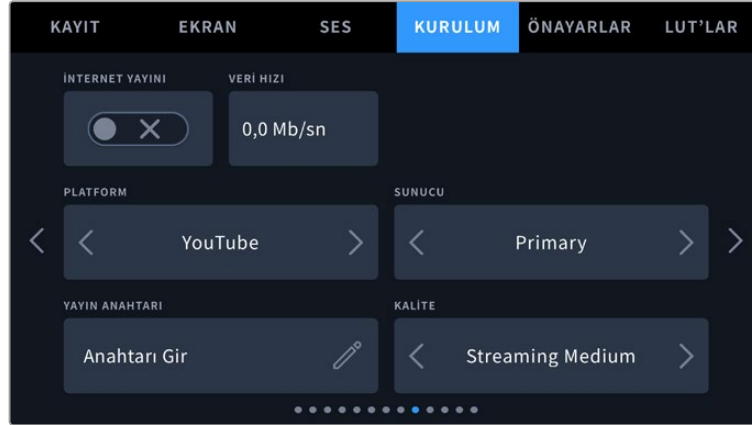 KAYIT EKRAN SES KURULUM ÖNAYARLAR LUT’LAR
İNTERNET YAYINI VERİ HIZI
0,0 Mb/sn
PLATFORM SUNUCU
YouTube Primary
YAYIN ANAHTARI KALİTE
Anahtarı Gir Streaming Medium